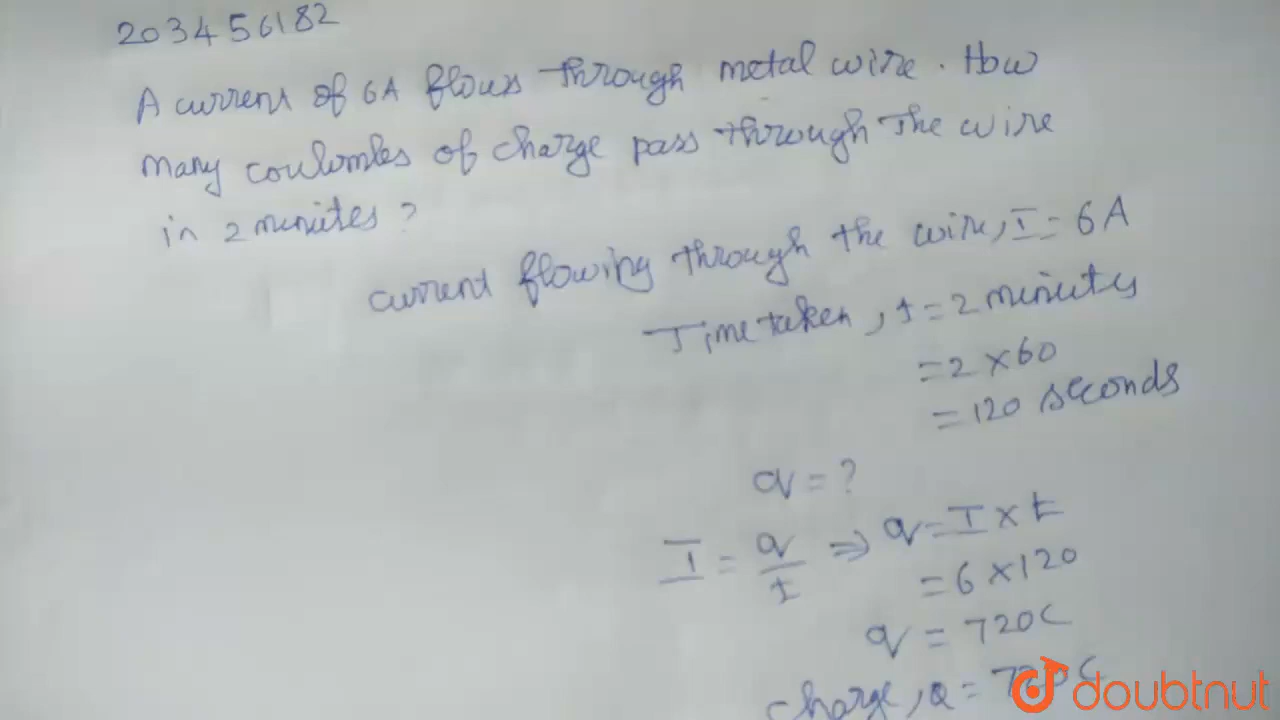 203456182
A current of 6A flows through metal wire. How
many coulombs of charge pass through the wire
in 2 minutes ?
current flowing through the wire, I = 6A
Time taken, t = 2 minutes
= 2 × 60
= 120 seconds
q = ?
I = q/t ⇒ q = I × t
= 6 × 120
q = 720C
charge, Q = 720C
doubtnut